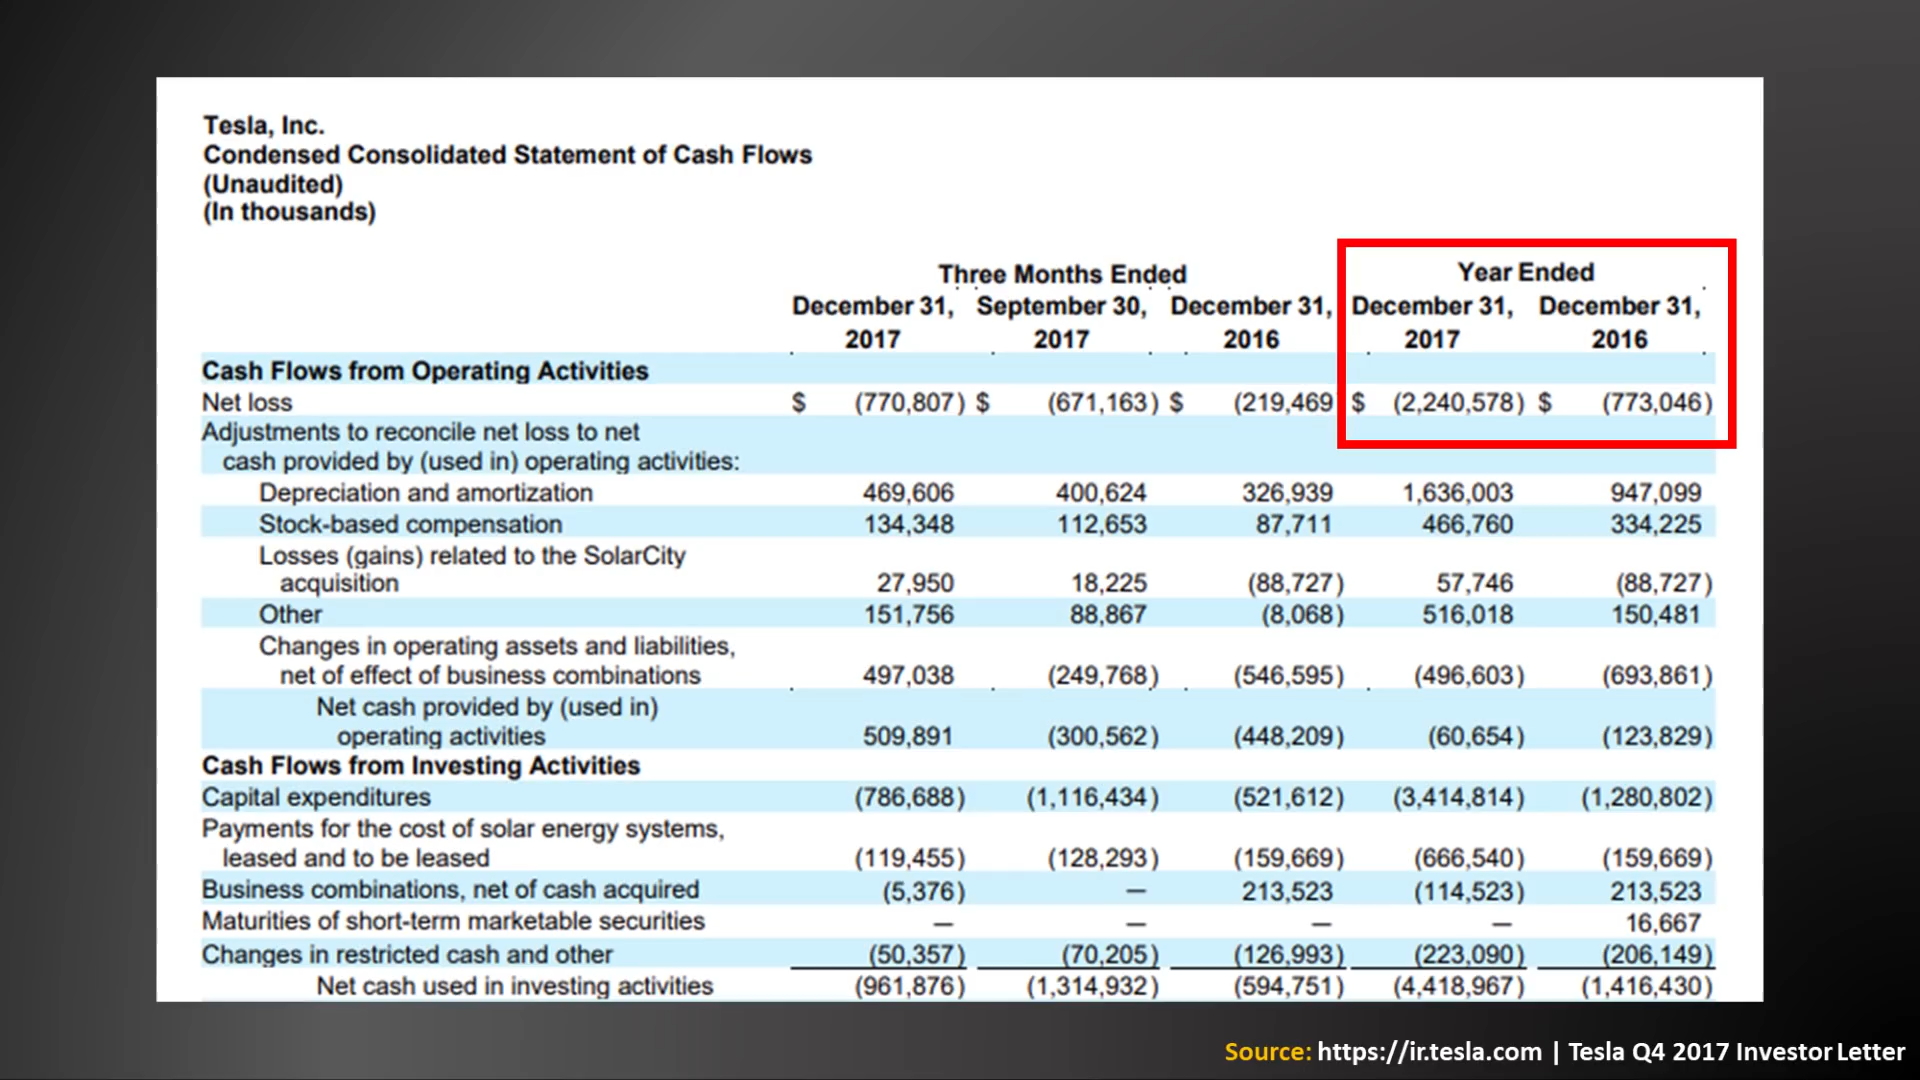 Tesla, Inc.
Condensed Consolidated Statement of Cash Flows
(Unaudited)
(In thousands)
Three Months Ended Year Ended
December 31, September 30, December 31, December 31, December 31,
2017 2017 2016 2017 2016
Cash Flows from Operating Activities
Net loss $ (770,807) $ (671,163) $ (219,469 $ (2,240,578) $ (773,046)
Adjustments to reconcile net loss to net
cash provided by (used in) operating activities:
Depreciation and amortization 469,606 400,624 326,939 1,636,003 947,099
Stock-based compensation 134,348 112,653 87,711 466,760 334,225
Losses (gains) related to the SolarCity
acquisition 27,950 18,225 (88,727) 57,746 (88,727)
Other 151,756 88,867 (8,068) 516,018 150,481
Changes in operating assets and liabilities,
net of effect of business combinations 497,038 (249,768) (546,595) (496,603) (693,861)
Net cash provided by (used in)
operating activities 509,891 (300,562) (448,209) (60,654) (123,829)
Cash Flows from Investing Activities
Capital expenditures (786,688) (1,116,434) (521,612) (3,414,814) (1,280,802)
Payments for the cost of solar energy systems,
leased and to be leased (119,455) (128,293) (159,669) (666,540) (159,669)
Business combinations, net of cash acquired (5,376) — 213,523 (114,523) 213,523
Maturities of short-term marketable securities — — — — 16,667
Changes in restricted cash and other (50,357) (70,205) (126,993) (223,090) (206,149)
Net cash used in investing activities (961,876) (1,314,932) (594,751) (4,418,967) (1,416,430)
Source: https://ir.tesla.com | Tesla Q4 2017 Investor Letter